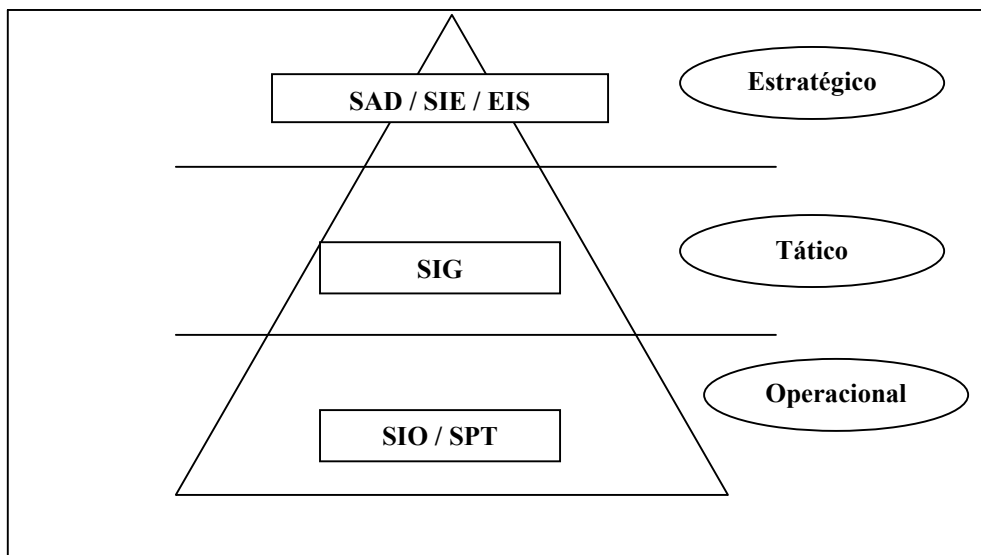 SAD / SIE / EIS
Estratégico
SIG
Tático
SIO / SPT
Operacional